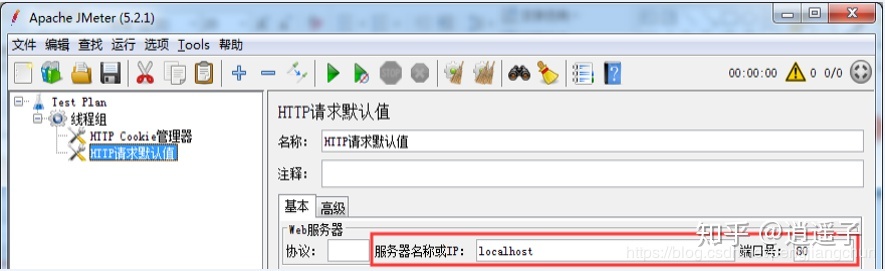 Apache JMeter (5.2.1)
文件 编辑 查找 运行 选项 Tools 帮助
00:00:00 0 0/0
Test Plan
线程组
HTTP Cookie管理器
HTTP请求默认值
HTTP请求默认值
名称: HTTP请求默认值
注释:
基本 高级
Web服务器
协议: 服务器名称或IP: localhost 端口号: 80
知乎 @逍遥子